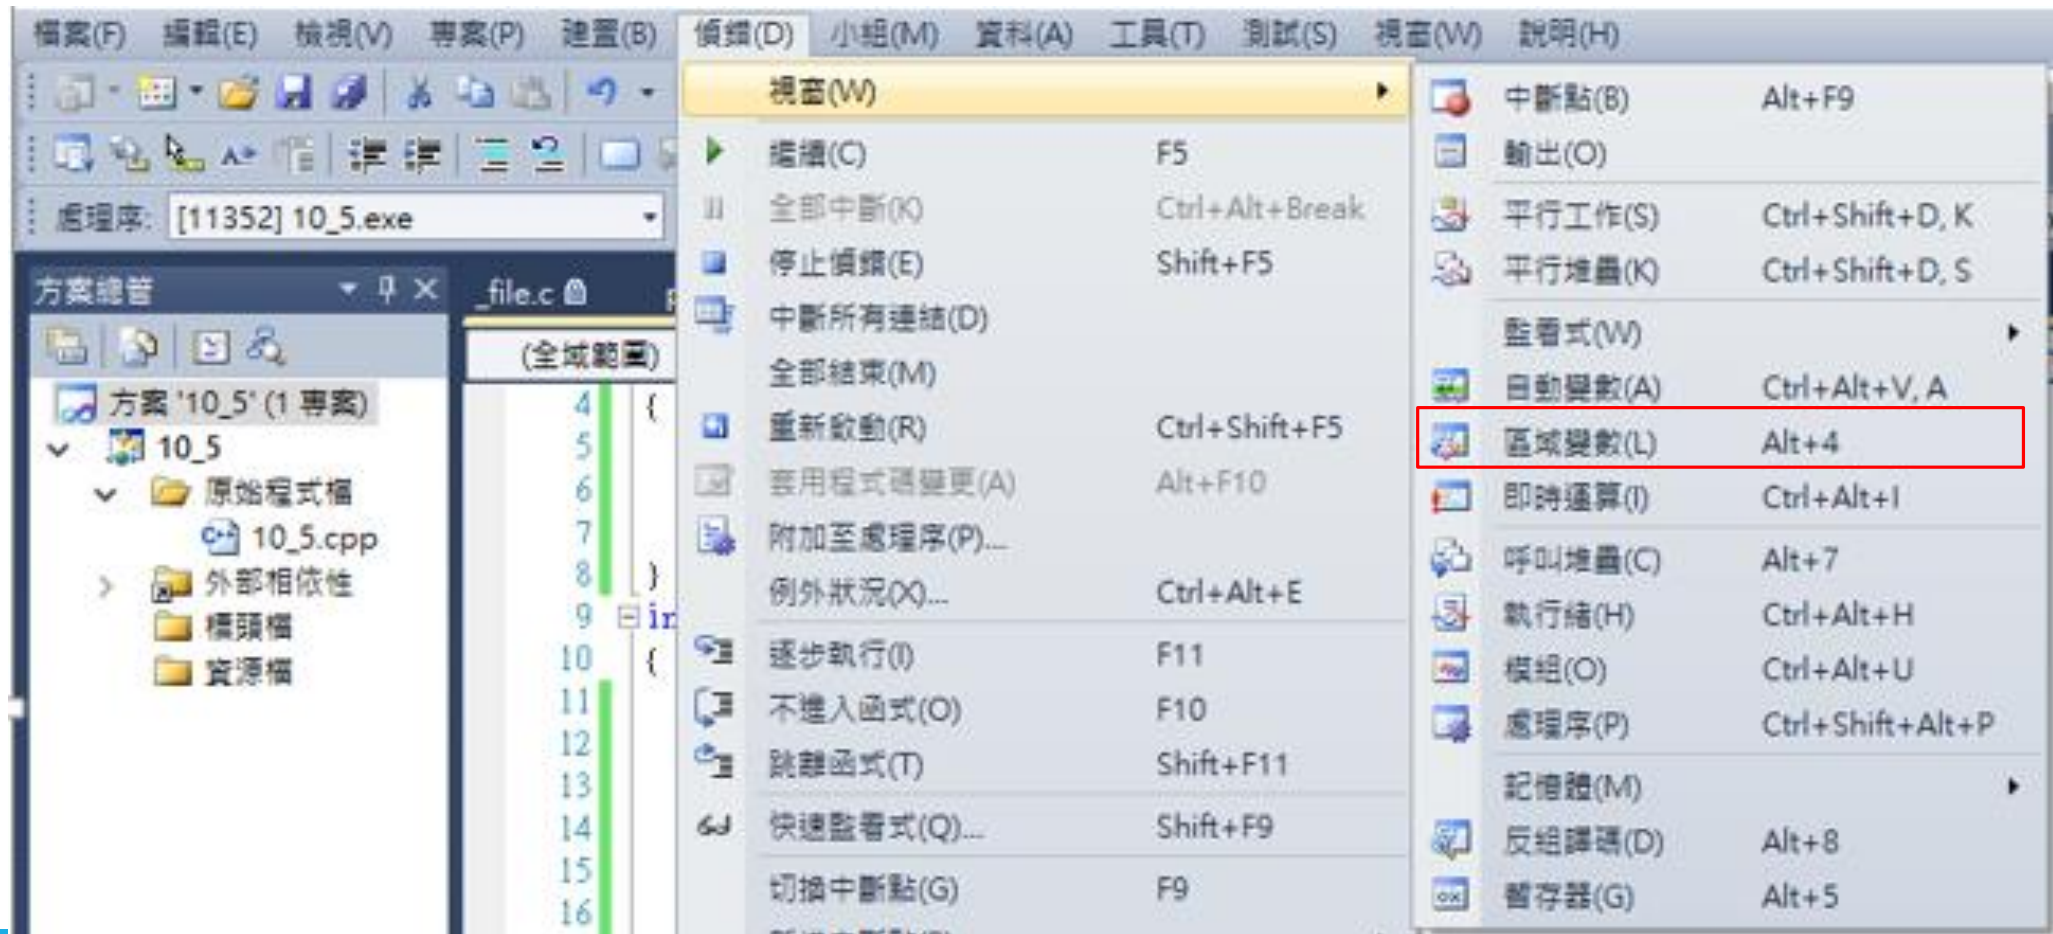 檔案(F) 編輯(E) 檢視(V) 專案(P) 建置(B) 偵錯(D) 小組(M) 資料(A) 工具(T) 測試(S) 視窗(W) 說明(H)
處理序: [11352] 10_5.exe
方案總管
方案 '10_5' (1 專案)
10_5
原始程式檔
10_5.cpp
外部相依性
標頭檔
資源檔
_file.c
(全域範圍)
4 {
5
6
7
8 }
9 in
10 {
11
12
13
14
15
16
視窗(W)
繼續(C) F5
全部中斷(K) Ctrl+Alt+Break
停止偵錯(E) Shift+F5
中斷所有連結(D)
全部結束(M)
重新啟動(R) Ctrl+Shift+F5
套用程式碼變更(A) Alt+F10
附加至處理序(P)...
例外狀況(X)... Ctrl+Alt+E
逐步執行(I) F11
不進入函式(O) F10
跳離函式(T) Shift+F11
快速監看式(Q)... Shift+F9
切換中斷點(G) F9
中斷點(B) Alt+F9
輸出(O)
平行工作(S) Ctrl+Shift+D, K
平行堆疊(K) Ctrl+Shift+D, S
監看式(W)
自動變數(A) Ctrl+Alt+V, A
區域變數(L) Alt+4
即時運算(I) Ctrl+Alt+I
呼叫堆疊(C) Alt+7
執行緒(H) Ctrl+Alt+H
模組(O) Ctrl+Alt+U
處理序(P) Ctrl+Shift+Alt+P
記憶體(M)
反組譯碼(D) Alt+8
暫存器(G) Alt+5